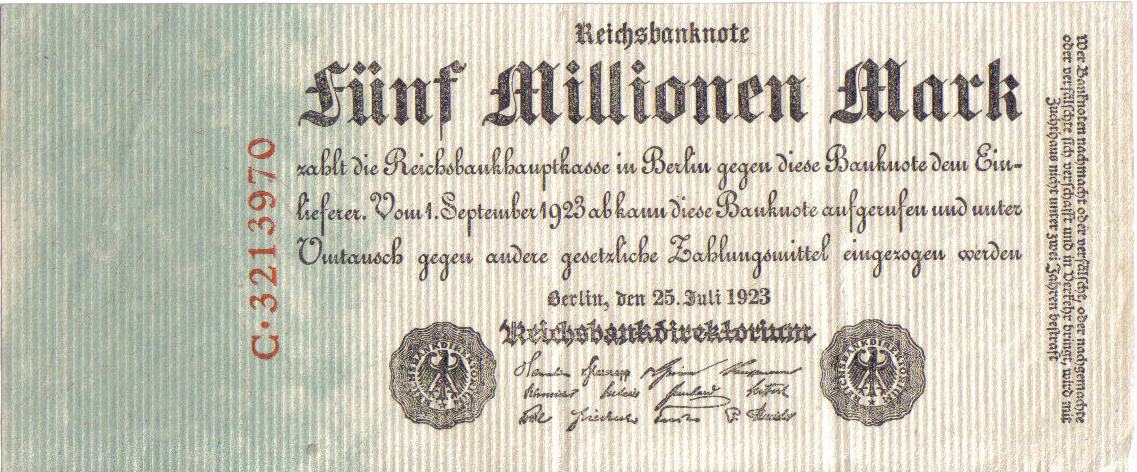 Reichsbanknote
Fünf Millionen Mark
zahlt die Reichsbankhauptkasse in Berlin gegen diese Banknote dem Ein-
lieferer. Vom 1. September 1923 ab kann diese Banknote aufgerufen und unter
Umtausch gegen andere gesetzliche Zahlungsmittel eingezogen werden
Berlin, den 25. Juli 1923
Reichsbankdirektorium
REICHSBANKDIREKTORIUM
REICHSBANKDIREKTORIUM
C·3213970
Wer Banknoten nachmacht oder verfälscht, oder nachgemachte
oder verfälschte sich verschafft und in Verkehr bringt, wird mit
Zuchthaus nicht unter zwei Jahren bestraft